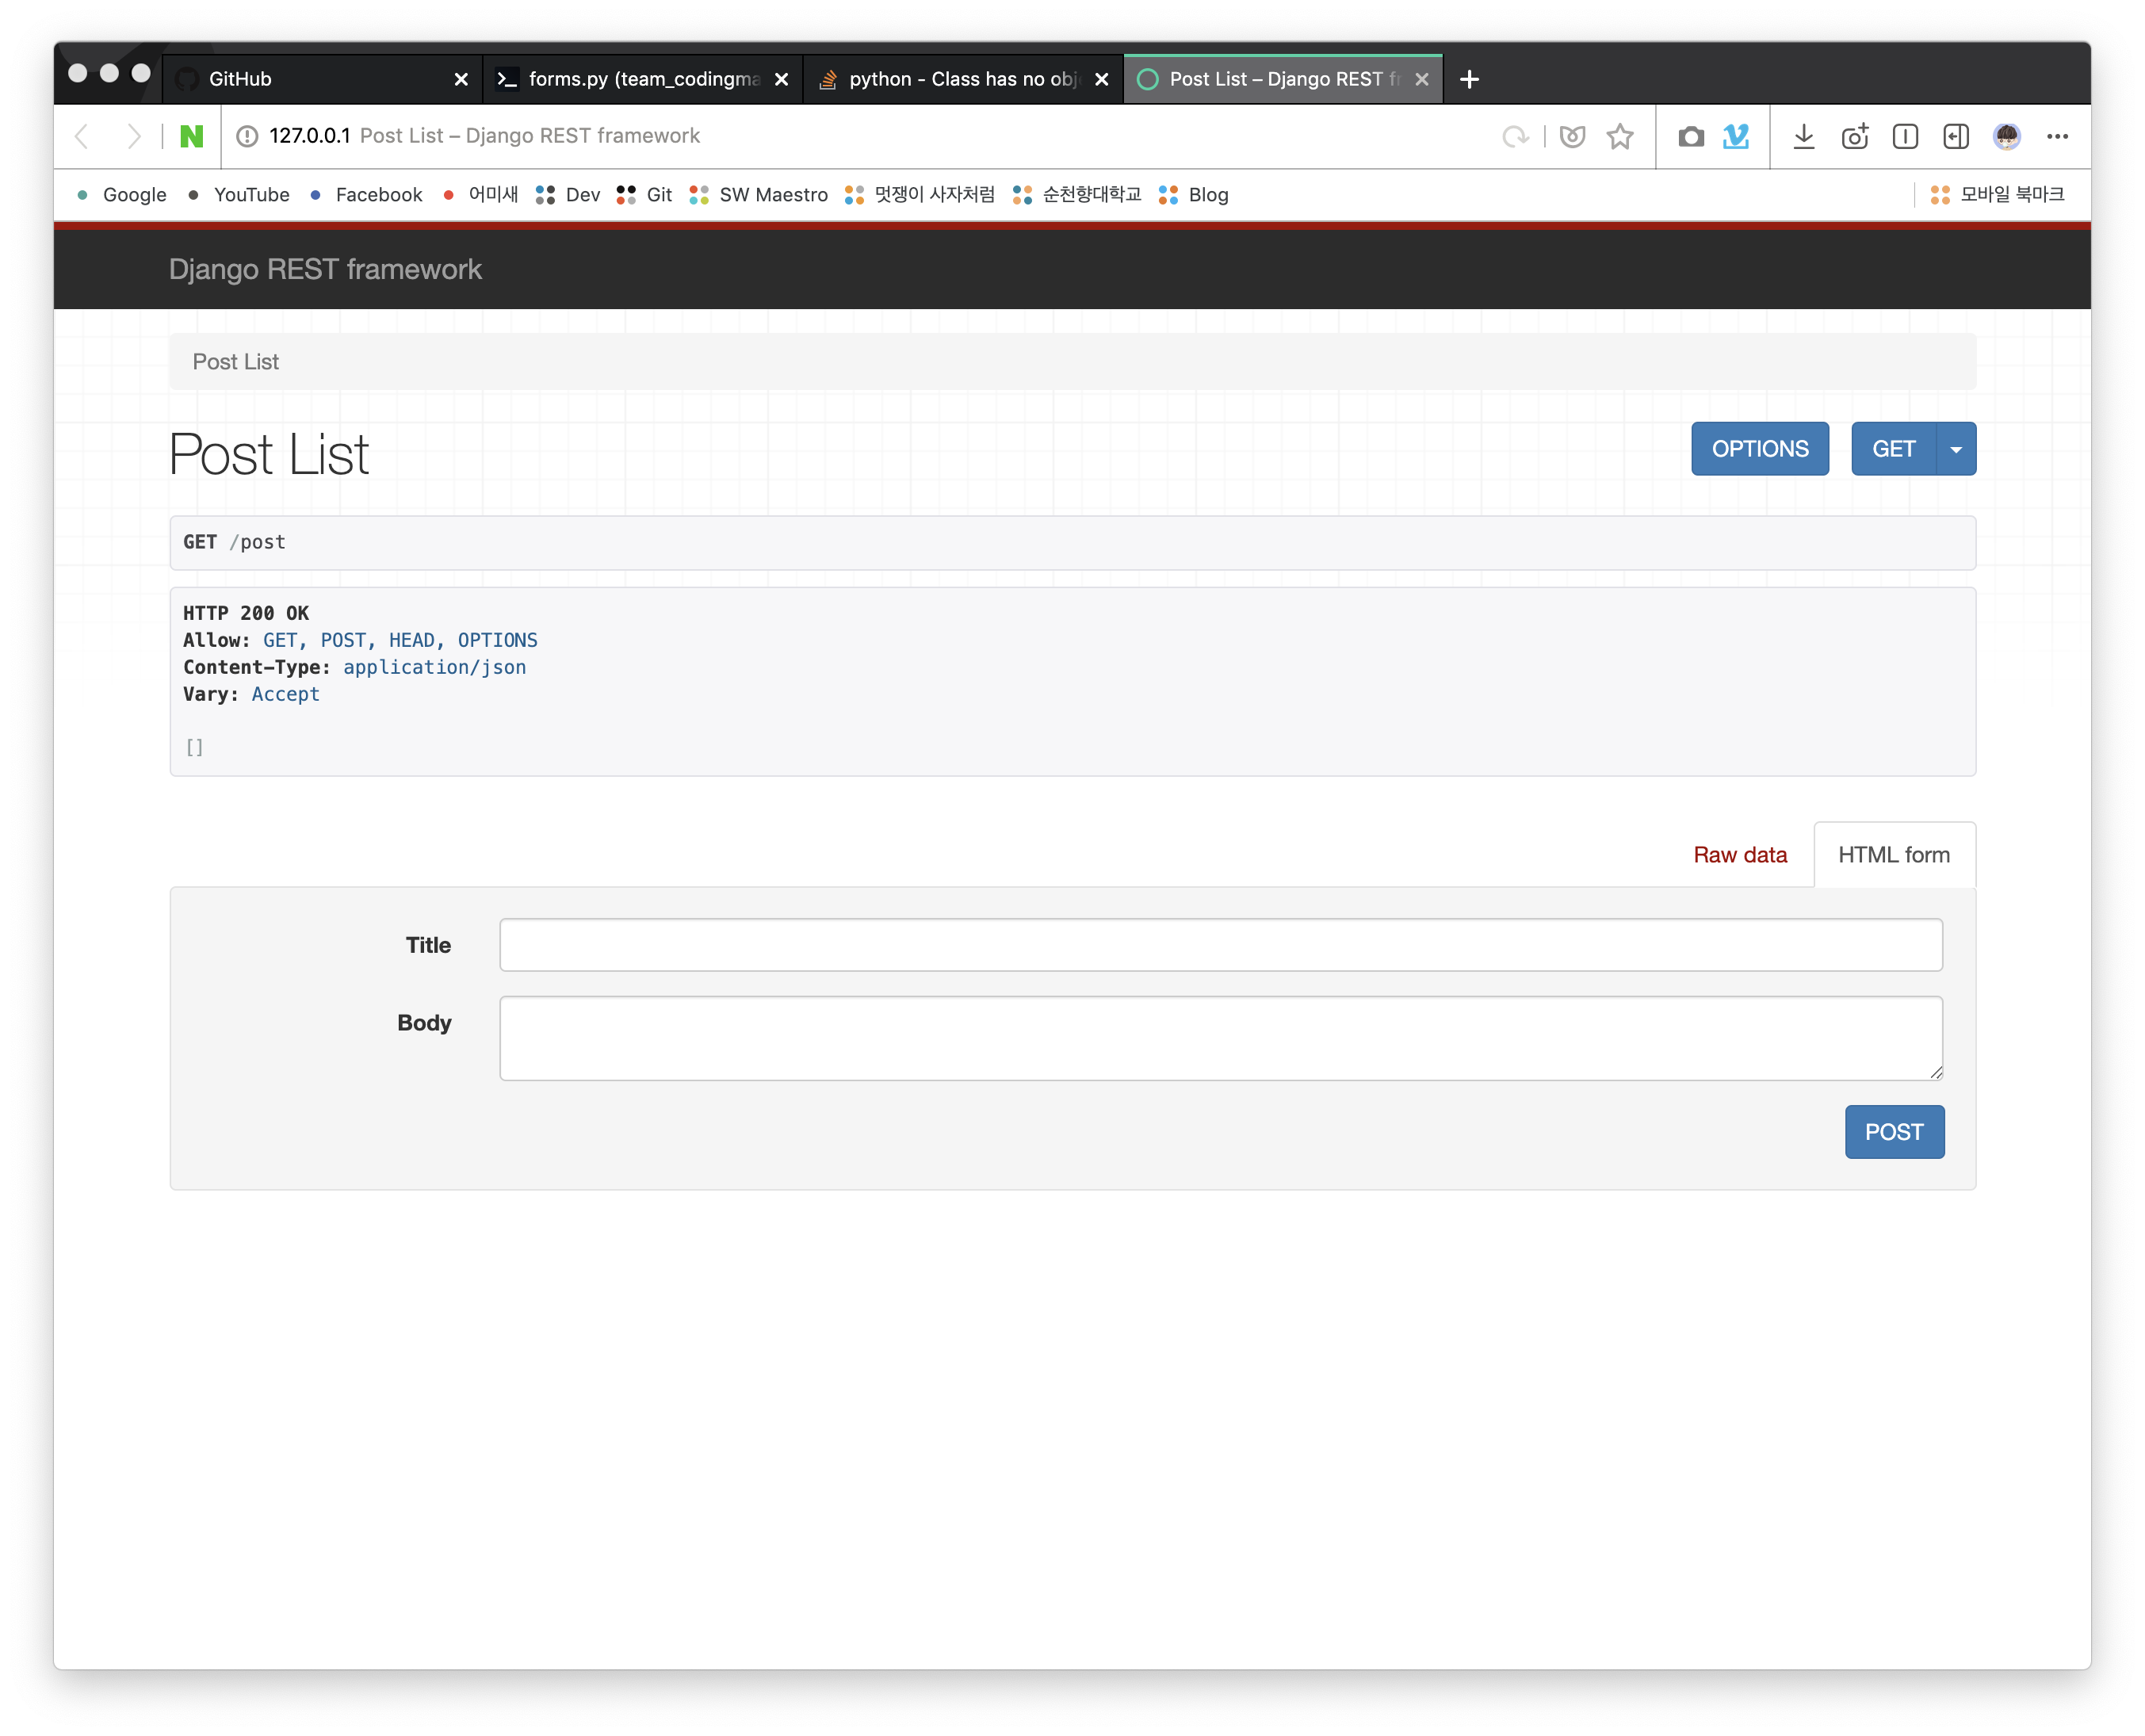 GitHub
forms.py (team_codingma
python - Class has no obj
Post List – Django REST fr
127.0.0.1 Post List – Django REST framework
Google YouTube Facebook 어미새 Dev Git SW Maestro 멋쟁이 사자처럼 순천향대학교 Blog 모바일 북마크
Django REST framework
Post List
Post List
OPTIONS GET
GET /post
HTTP 200 OK
Allow: GET, POST, HEAD, OPTIONS
Content-Type: application/json
Vary: Accept
[]
Raw data HTML form
Title
Body
POST